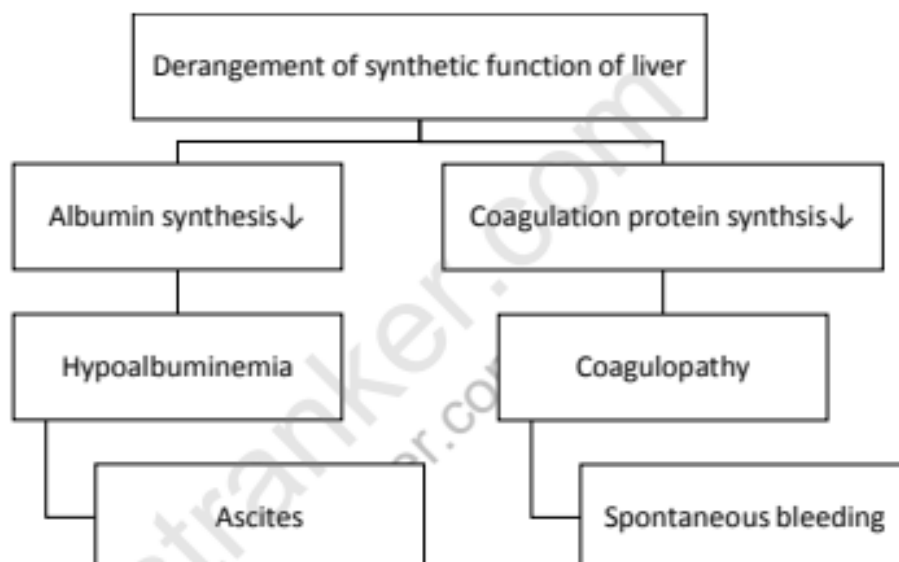 Derangement of synthetic function of liver
Albumin synthesis↓
Coagulation protein synthsis↓
Hypoalbuminemia
Coagulopathy
Ascites
Spontaneous bleeding